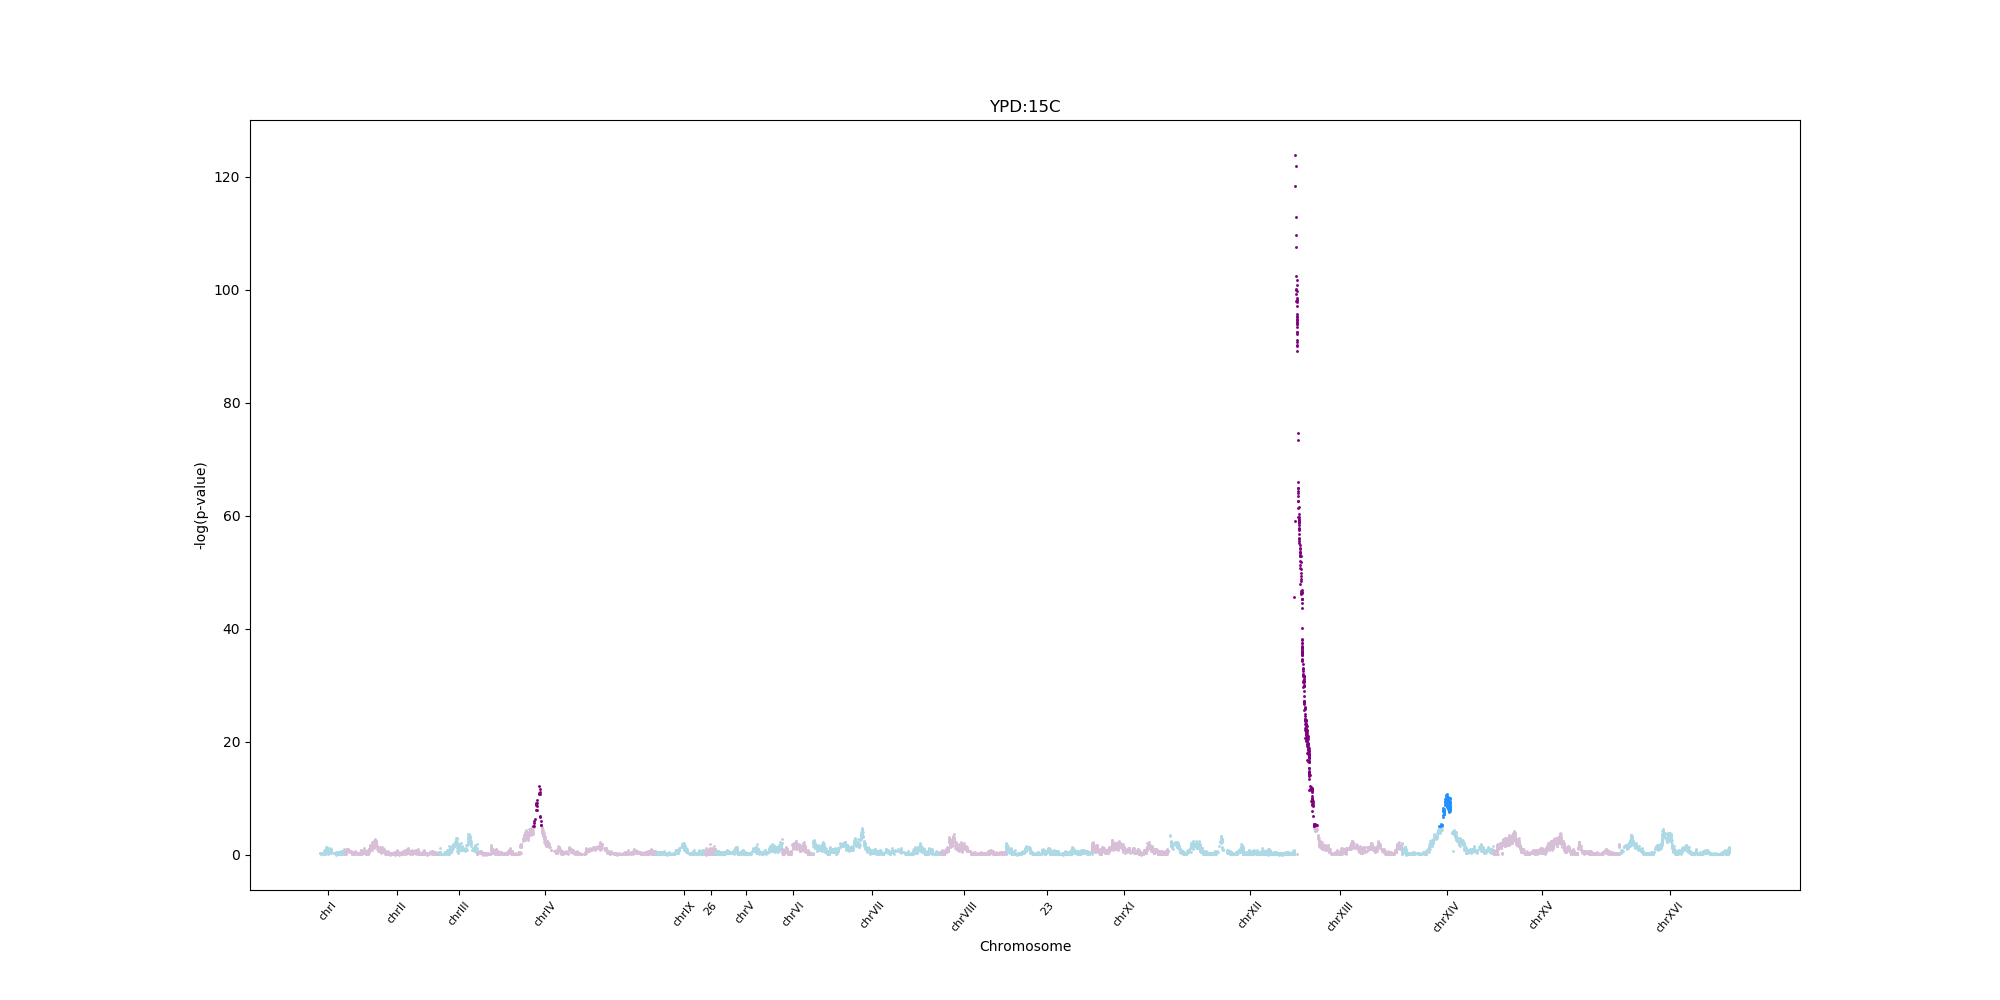 YPD:15C
120
100
80
60
40
20
0
-log(p-value)
chrI
chrII
chrIII
chrIV
chrIX
26
chrV
chrVI
chrVII
chrVIII
23
chrXI
chrXII
chrXIII
chrXIV
chrXV
chrXVI
Chromosome